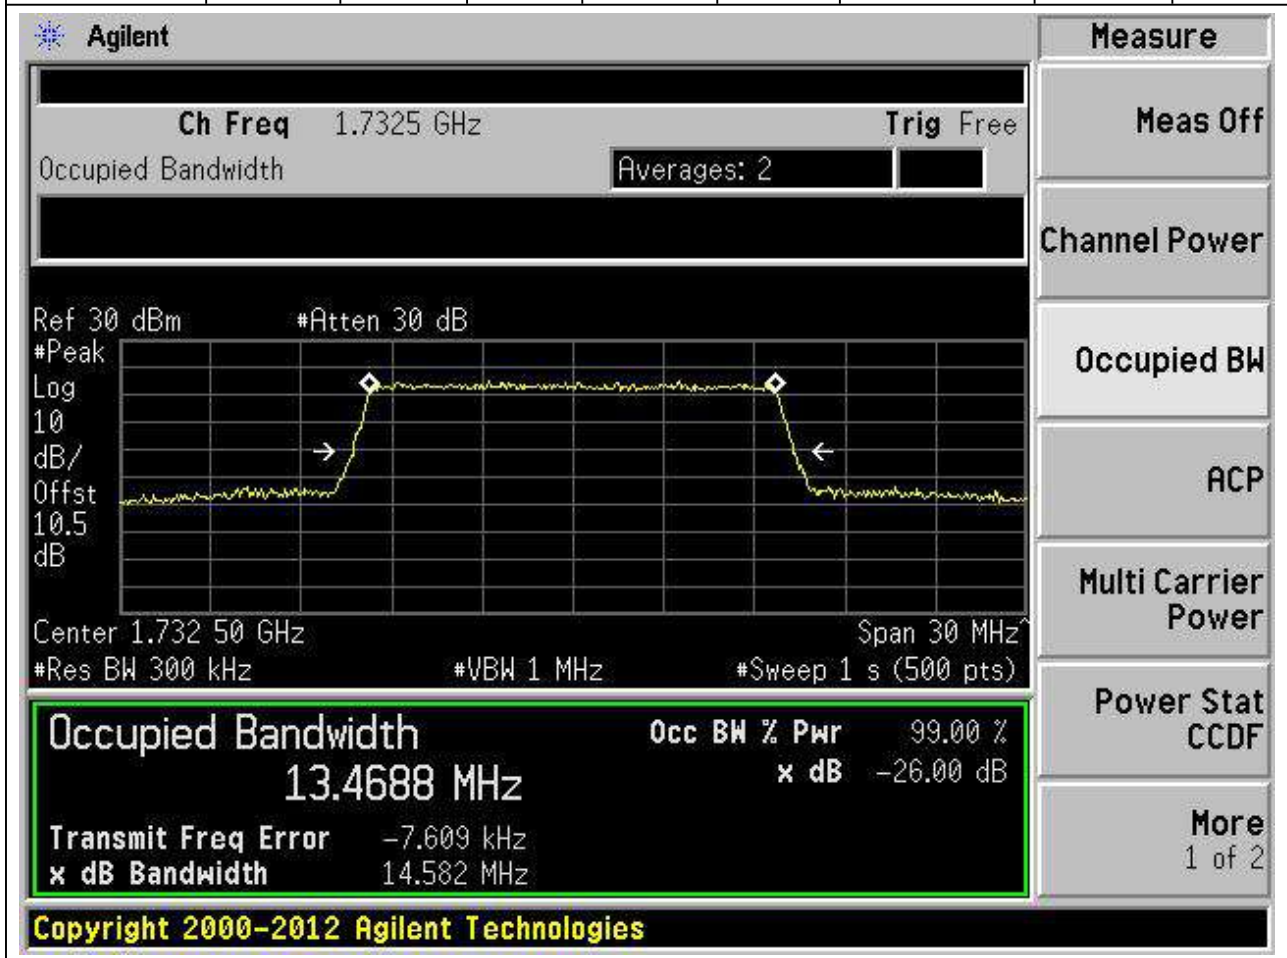 Agilent
Measure
Ch Freq 1.7325 GHz Trig Free
Occupied Bandwidth Averages: 2
Meas Off
Channel Power
Occupied BW
ACP
Multi Carrier
Power
Power Stat
CCDF
More
1 of 2
Ref 30 dBm #Atten 30 dB
#Peak
Log
10
dB/
Offst
10.5
dB
Center 1.732 50 GHz Span 30 MHz^
#Res BW 300 kHz #VBW 1 MHz #Sweep 1 s (500 pts)
Occupied Bandwidth Occ BW % Pwr 99.00 %
13.4688 MHz x dB -26.00 dB
Transmit Freq Error -7.609 kHz
x dB Bandwidth 14.582 MHz
Copyright 2000-2012 Agilent Technologies